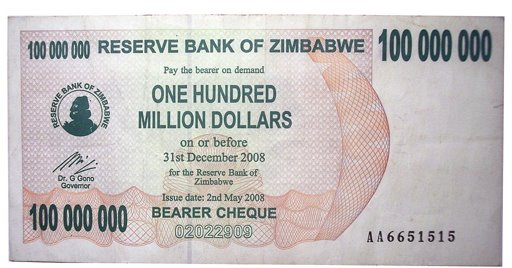 100 000 000 RESERVE BANK OF ZIMBABWE 100 000 000
Pay the bearer on demand
ONE HUNDRED
MILLION DOLLARS
on or before
31st December 2008
for the Reserve Bank of
Zimbabwe
RESERVE BANK OF ZIMBABWE
Dr. G Gono
Governor
Issue date: 2nd May 2008
100 000 000 BEARER CHEQUE
02022909
AA6651515